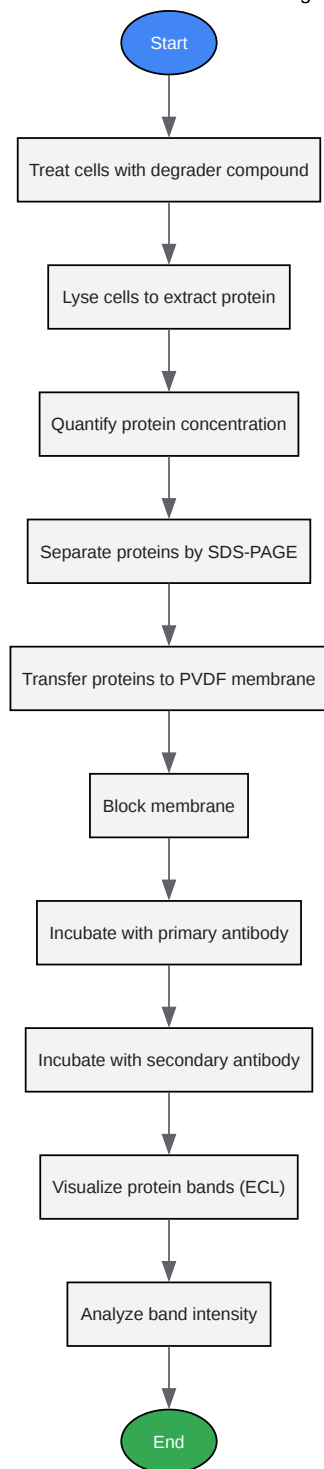 Start
Treat cells with degrader compound
Lyse cells to extract protein
Quantify protein concentration
Separate proteins by SDS-PAGE
Transfer proteins to PVDF membrane
Block membrane
Incubate with primary antibody
Incubate with secondary antibody
Visualize protein bands (ECL)
Analyze band intensity
End